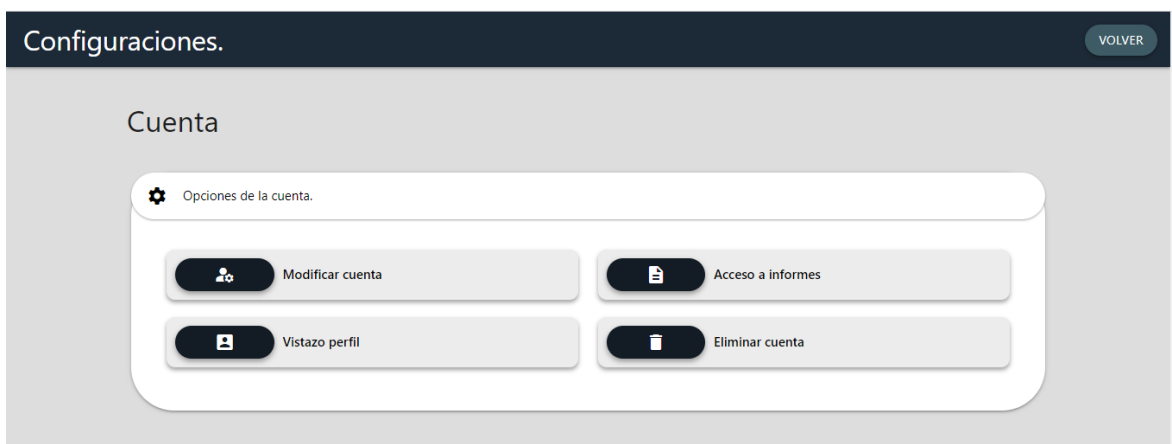 Configuraciones.
VOLVER
Cuenta
Opciones de la cuenta.
Modificar cuenta
Acceso a informes
Vistazo perfil
Eliminar cuenta